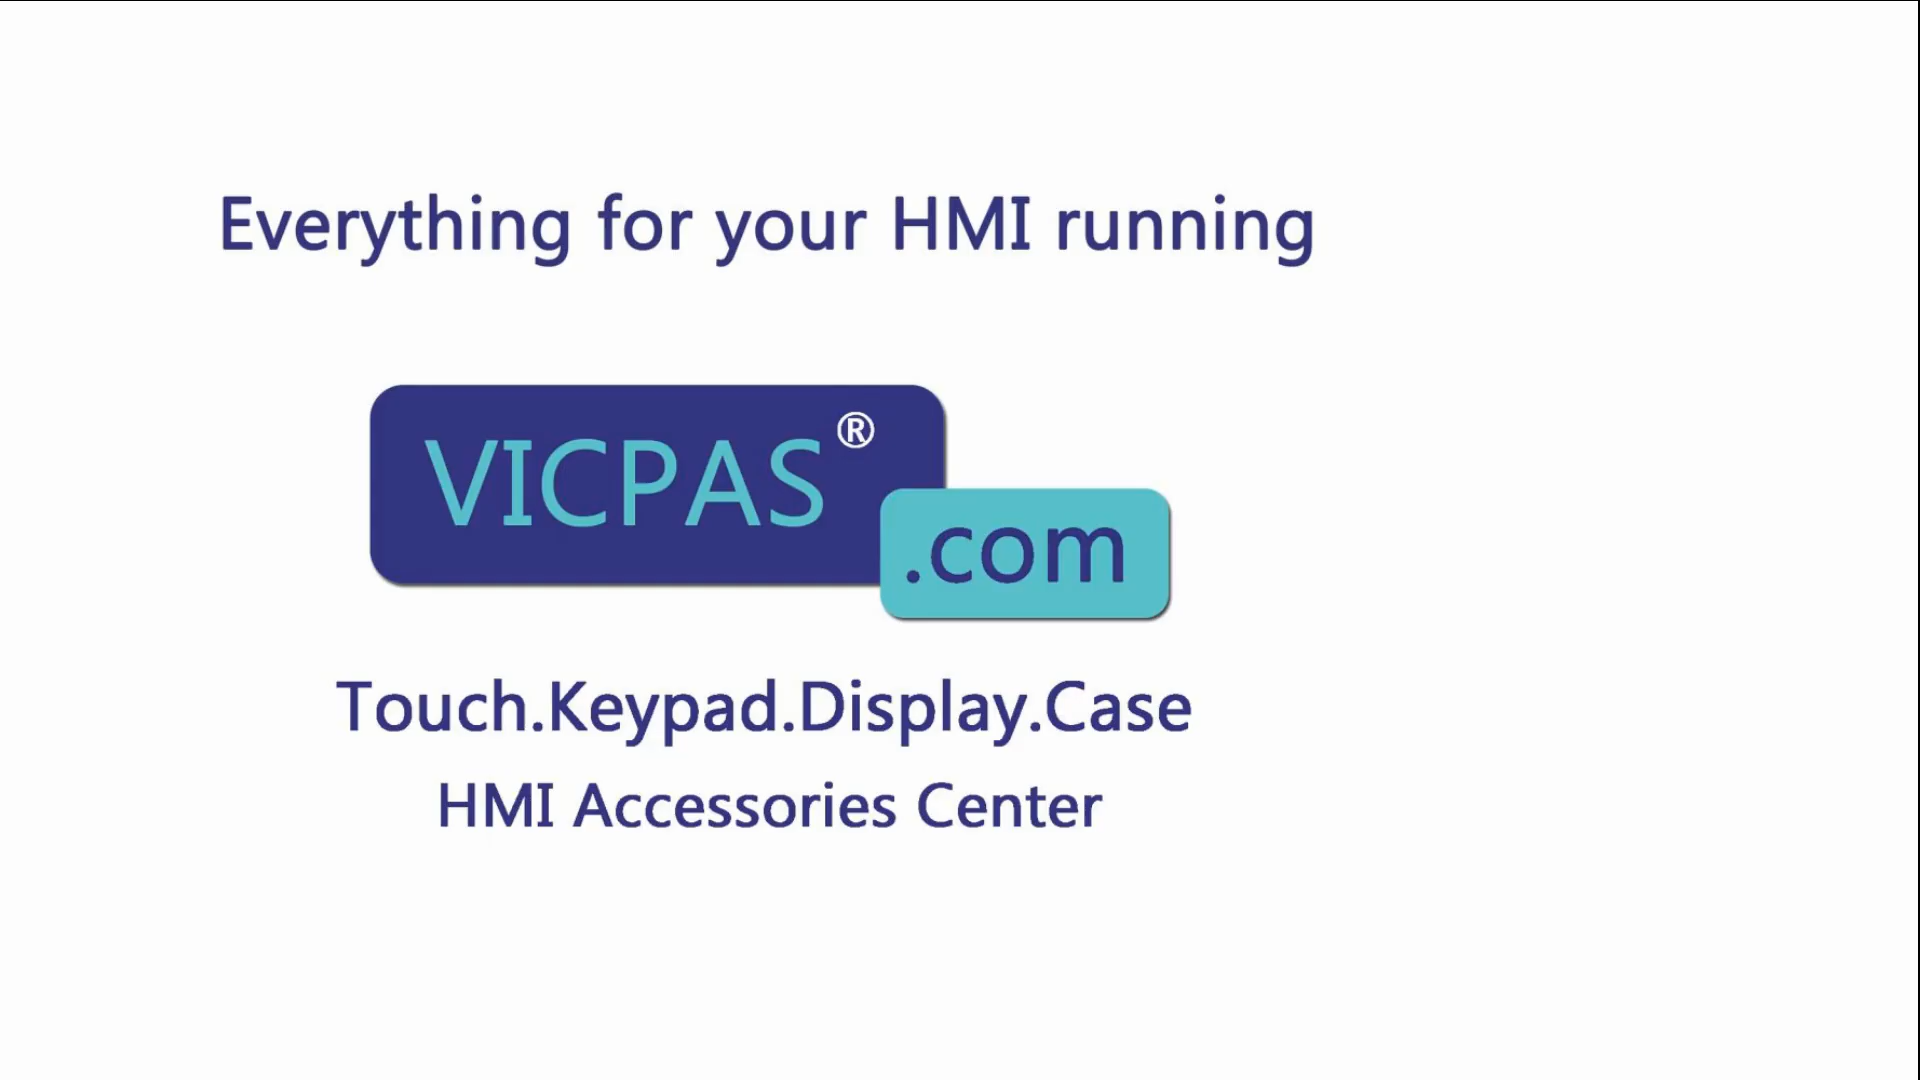 Everything for your HMI running
VICPAS®
.com
Touch.Keypad.Display.Case
HMI Accessories Center